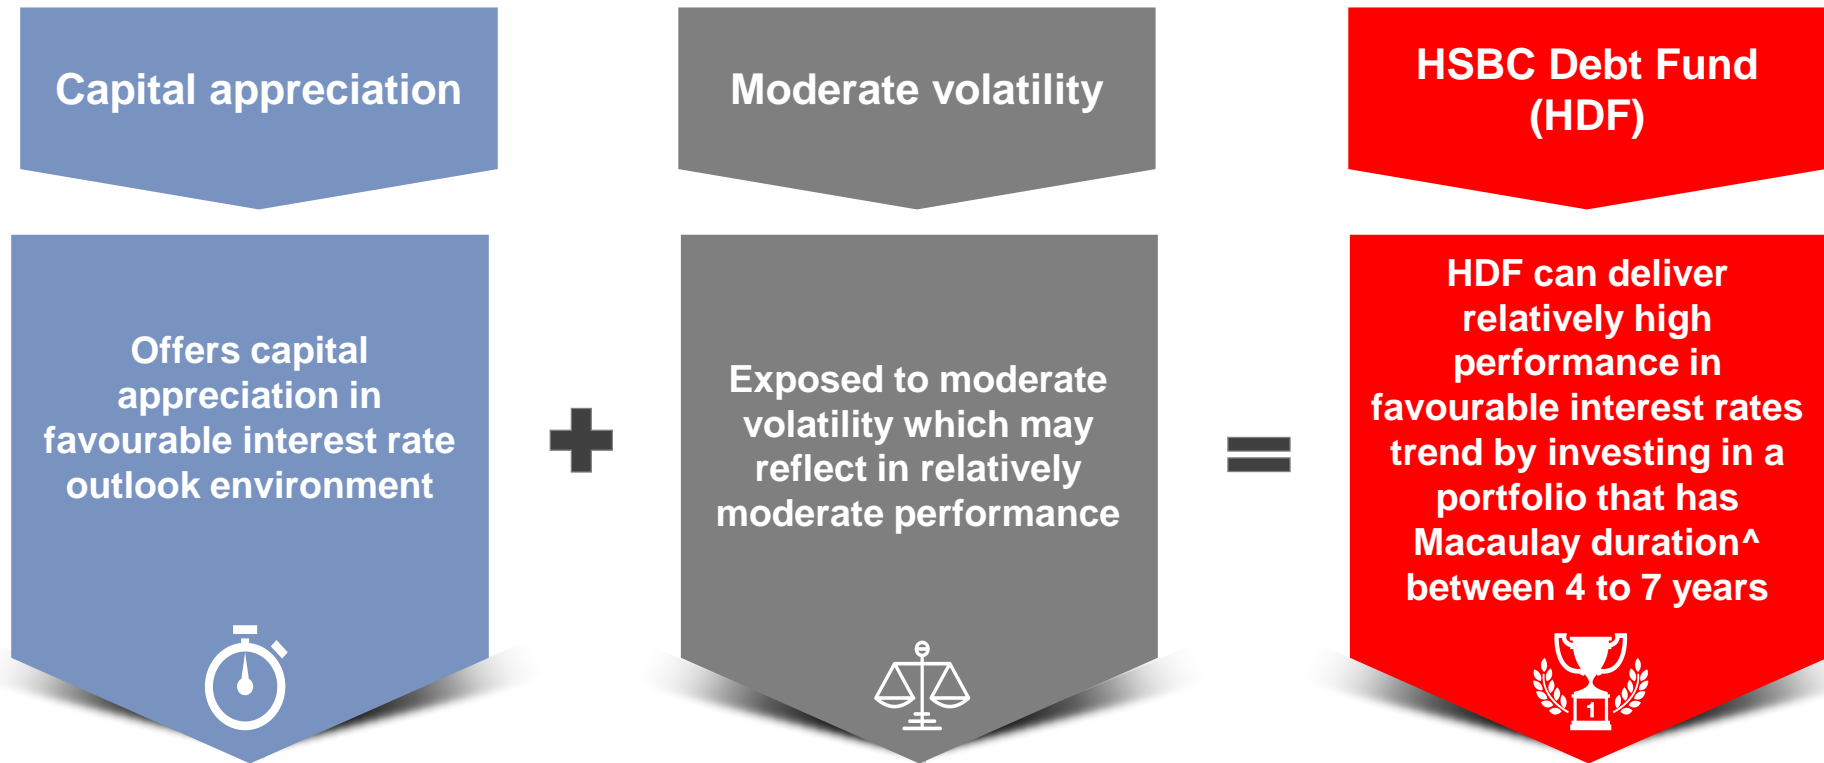 Capital appreciation
Moderate volatility
HSBC Debt Fund
(HDF)
Offers capital
appreciation in
favourable interest rate
outlook environment
Exposed to moderate
volatility which may
reflect in relatively
moderate performance
HDF can deliver
relatively high
performance in
favourable interest rates
trend by investing in a
portfolio that has
Macaulay duration^
between 4 to 7 years
1